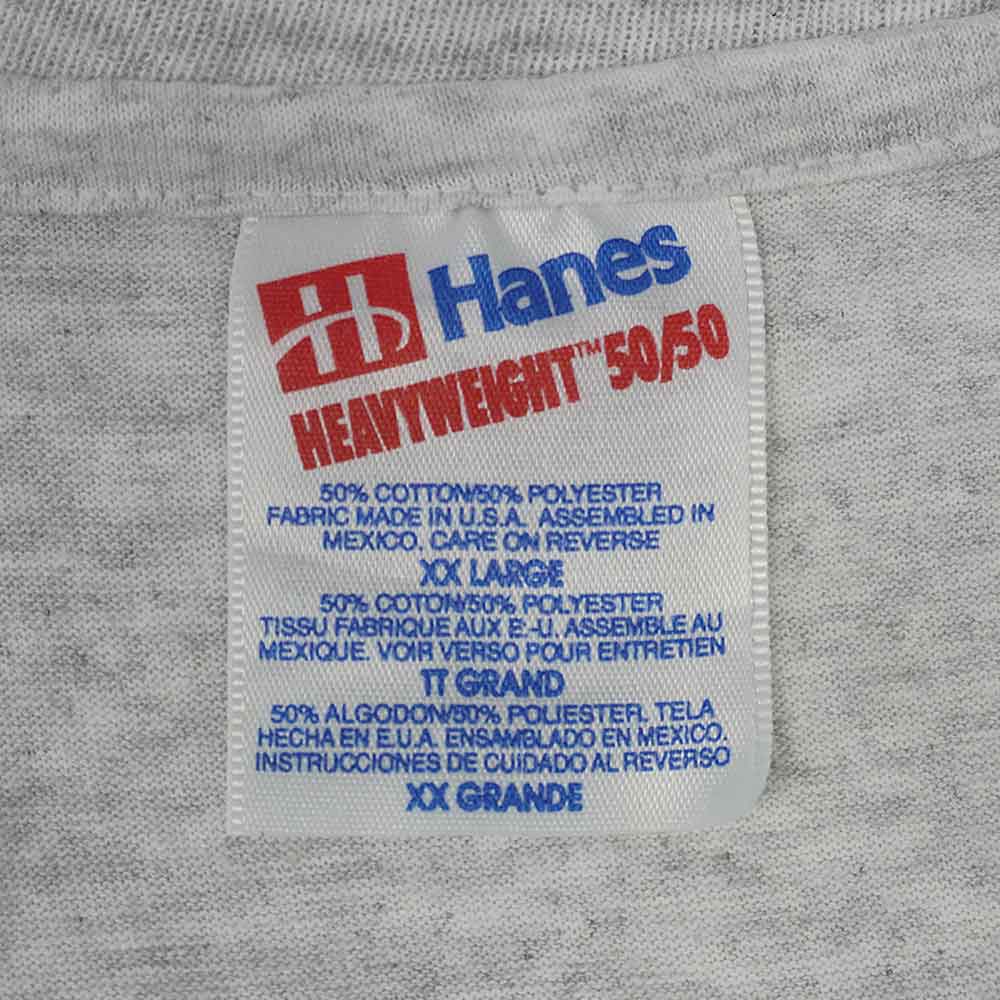 H Hanes
HEAVYWEIGHT™ 50/50
50% COTTON/50% POLYESTER
FABRIC MADE IN U.S.A. ASSEMBLED IN
MEXICO. CARE ON REVERSE
XX LARGE
50% COTON/50% POLYESTER
TISSU FABRIQUE AUX E.-U. ASSEMBLE AU
MEXIQUE. VOIR VERSO POUR ENTRETIEN
TT GRAND
50% ALGODON/50% POLIESTER. TELA
HECHA EN E.U.A. ENSAMBLADO EN MEXICO.
INSTRUCCIONES DE CUIDADO AL REVERSO
XX GRANDE